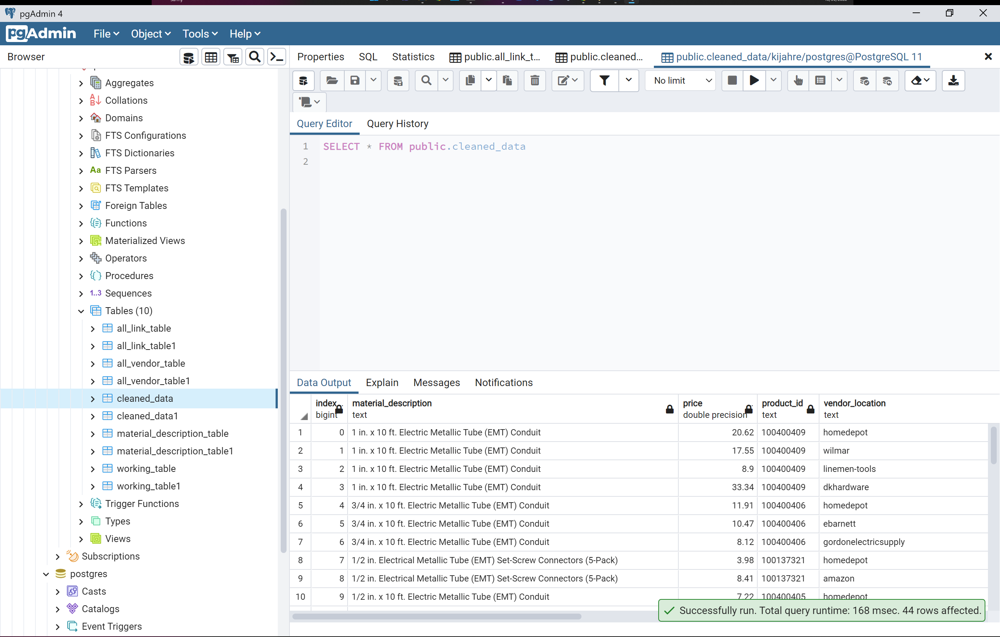 pgAdmin 4
pgAdmin File Object Tools Help
Browser
Properties SQL Statistics public.all_link_t... public.cleaned... public.cleaned_data/kijahre/postgres@PostgreSQL 11
No limit
Aggregates
Collations
Domains
FTS Configurations
FTS Dictionaries
Aa FTS Parsers
FTS Templates
Foreign Tables
Functions
Materialized Views
Operators
Procedures
1..3 Sequences
Tables (10)
all_link_table
all_link_table1
all_vendor_table
all_vendor_table1
cleaned_data
cleaned_data1
material_description_table
material_description_table1
working_table
working_table1
Trigger Functions
Types
Views
Subscriptions
postgres
Casts
Catalogs
Event Triggers
Query Editor Query History
1 SELECT * FROM public.cleaned_data
2
Data Output Explain Messages Notifications
index material_description price product_id vendor_location
bigint text double precision text text
1 0 1 in. x 10 ft. Electric Metallic Tube (EMT) Conduit 20.62 100400409 homedepot
2 1 1 in. x 10 ft. Electric Metallic Tube (EMT) Conduit 17.55 100400409 wilmar
3 2 1 in. x 10 ft. Electric Metallic Tube (EMT) Conduit 8.9 100400409 linemen-tools
4 3 1 in. x 10 ft. Electric Metallic Tube (EMT) Conduit 33.34 100400409 dkhardware
5 4 3/4 in. x 10 ft. Electric Metallic Tube (EMT) Conduit 11.91 100400406 homedepot
6 5 3/4 in. x 10 ft. Electric Metallic Tube (EMT) Conduit 10.47 100400406 ebarnett
7 6 3/4 in. x 10 ft. Electric Metallic Tube (EMT) Conduit 8.12 100400406 gordonelectricsupply
8 7 1/2 in. Electrical Metallic Tube (EMT) Set-Screw Connectors (5-Pack) 3.98 100137321 homedepot
9 8 1/2 in. Electrical Metallic Tube (EMT) Set-Screw Connectors (5-Pack) 8.41 100137321 amazon
10 9 1/2 in. x 10 ft. Electric Metallic Tube (EMT) Conduit 7.22 100400405 homedepot
Successfully run. Total query runtime: 168 msec. 44 rows affected.